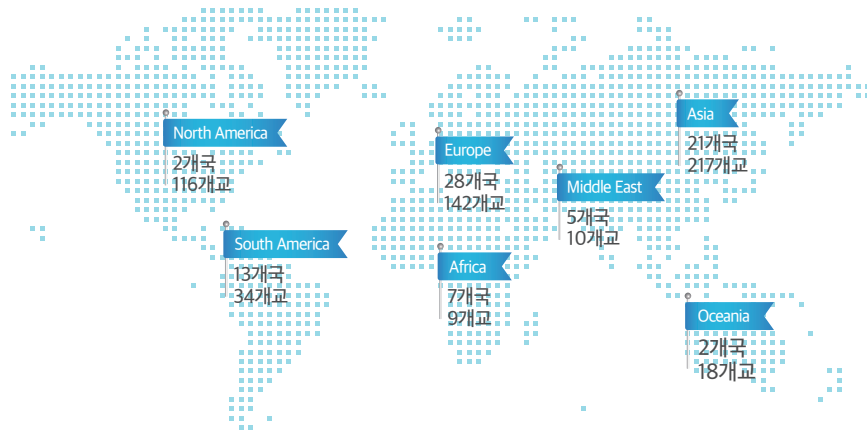 North America
2개국
116개교
Europe
28개국
142개교
Asia
21개국
217개교
Middle East
5개국
10개교
South America
13개국
34개교
Africa
7개국
9개교
Oceania
2개국
18개교